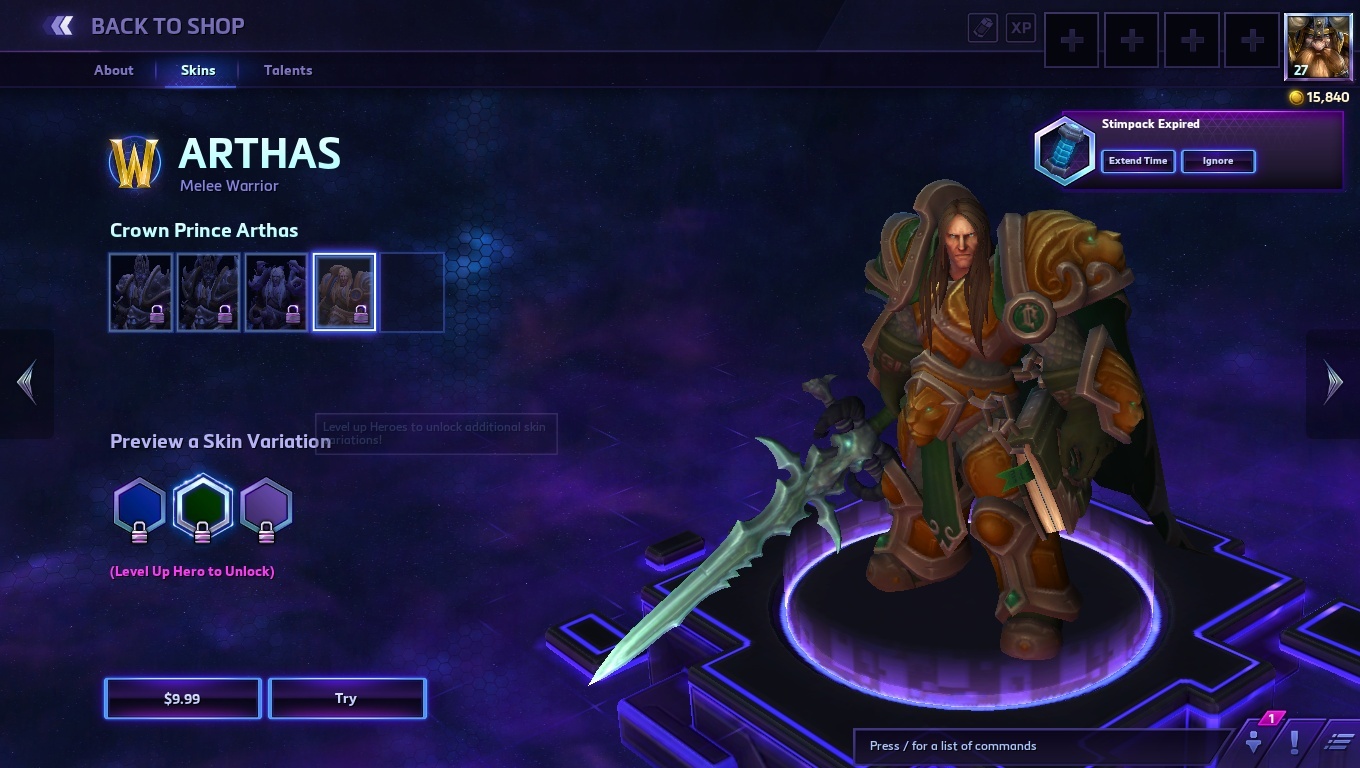 BACK TO SHOP
XP
About
Skins
Talents
27
15,840
Stimpack Expired
Extend Time
Ignore
ARTHAS
Melee Warrior
Crown Prince Arthas
Level up Heroes to unlock additional skin
variations!
Preview a Skin Variation
(Level Up Hero to Unlock)
$9.99
Try
Press / for a list of commands
1